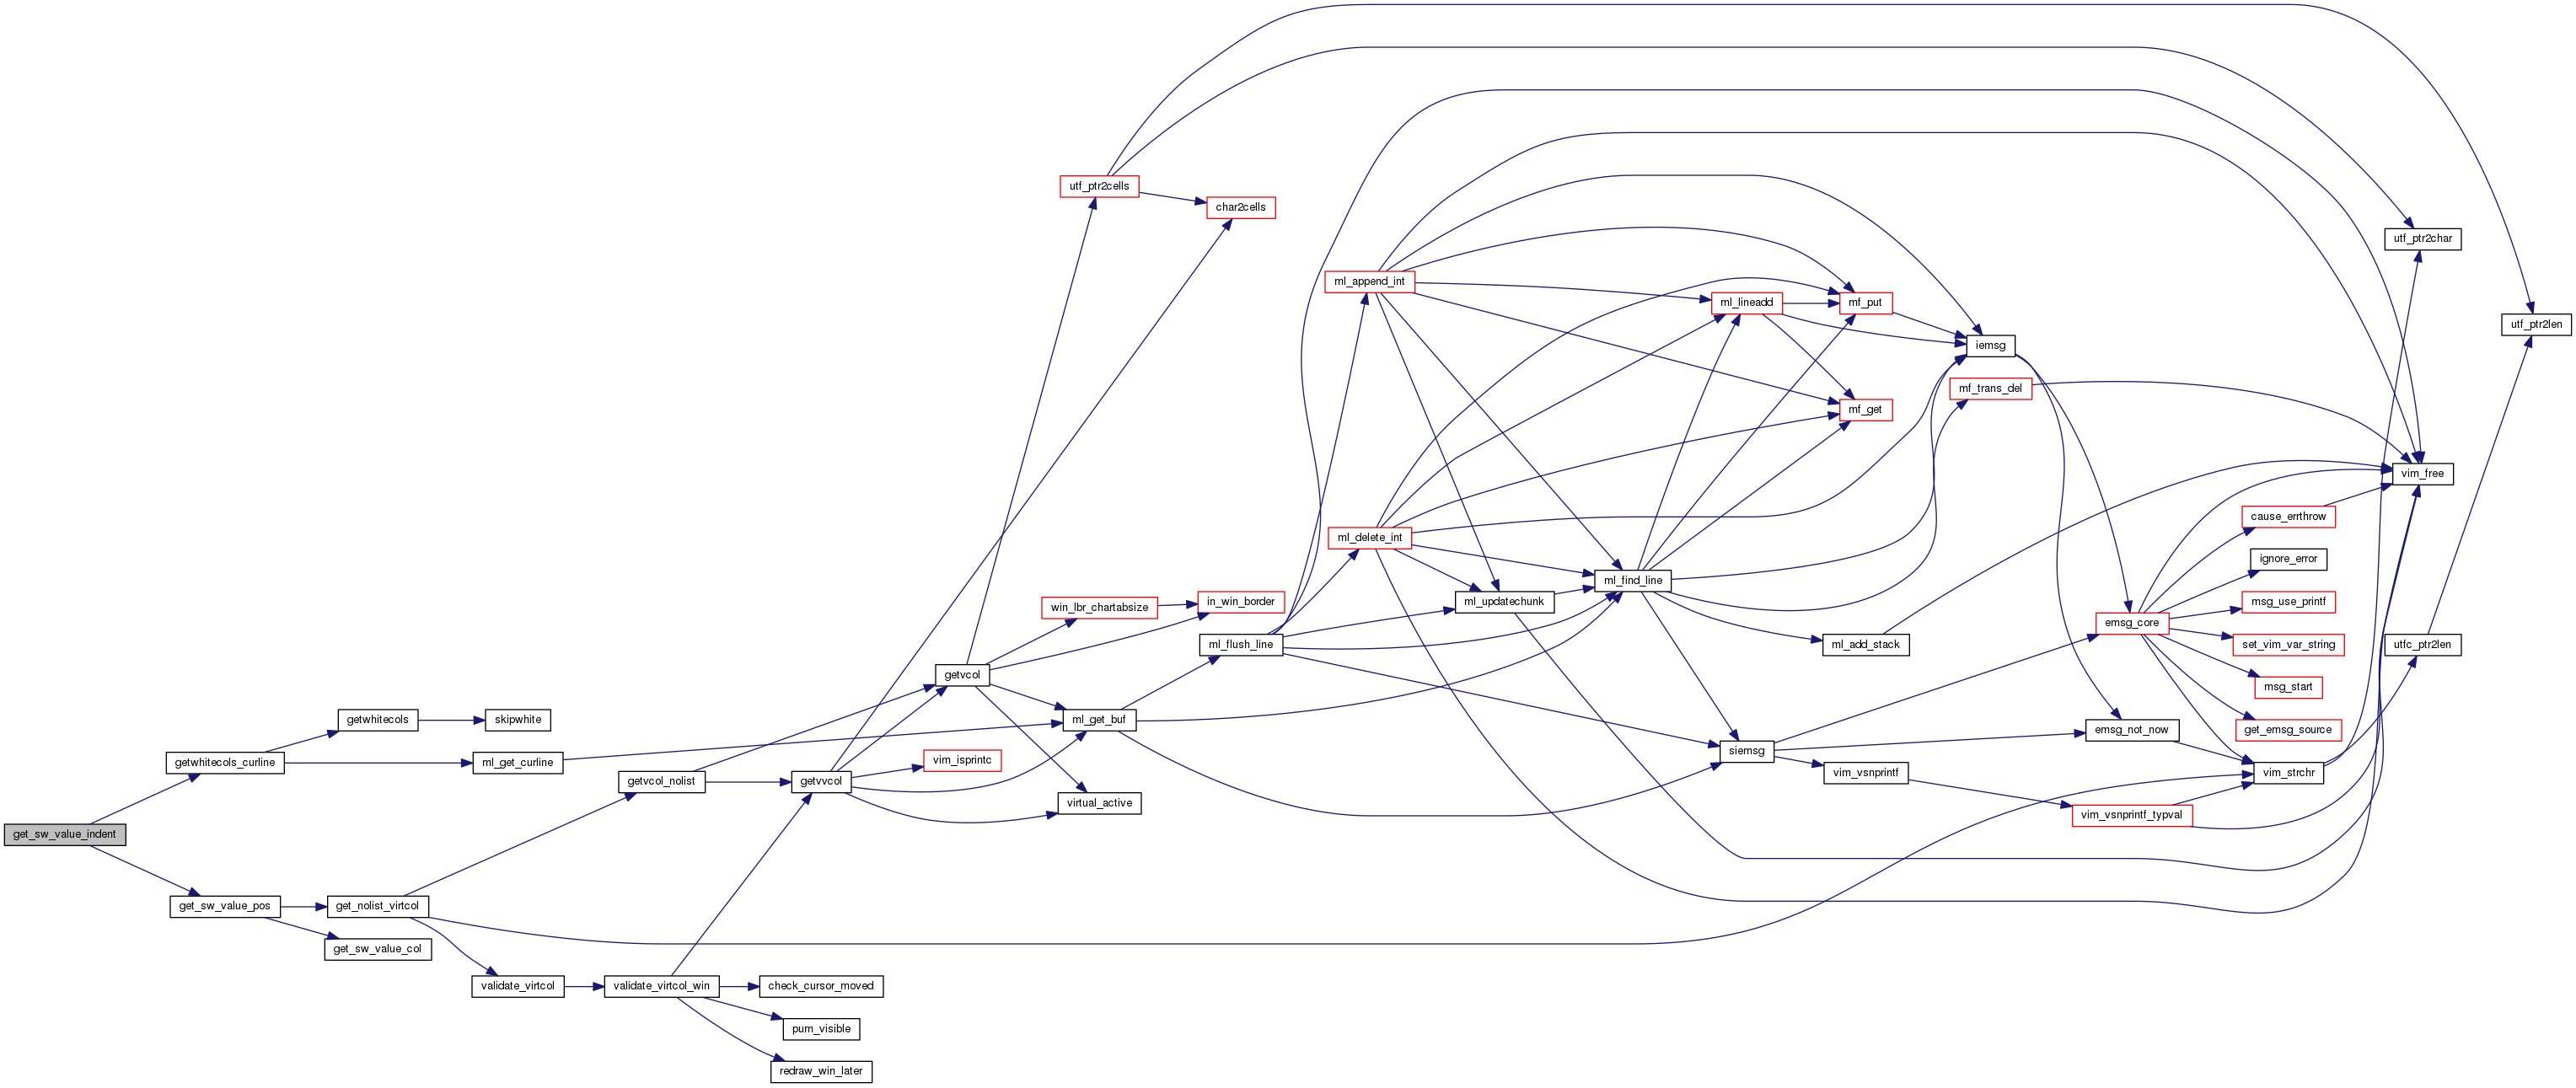 utf_ptr2cells
char2cells
utf_ptr2char
ml_append_int
ml_lineadd
mf_put
utf_ptr2len
iemsg
mf_trans_del
mf_get
vim_free
cause_errthrow
ml_delete_int
ignore_error
ml_find_line
win_lbr_chartabsize
in_win_border
ml_updatechunk
msg_use_printf
emsg_core
ml_flush_line
ml_add_stack
set_vim_var_string
utfc_ptr2len
getvcol
msg_start
getwhitecols
skipwhite
ml_get_buf
emsg_not_now
get_emsg_source
getwhitecols_curline
ml_get_curline
vim_isprintc
siemsg
getvcol_nolist
getvvcol
vim_vsnprintf
vim_strchr
virtual_active
vim_vsnprintf_typval
get_sw_value_indent
get_sw_value_pos
get_nolist_virtcol
get_sw_value_col
validate_virtcol
validate_virtcol_win
check_cursor_moved
pum_visible
redraw_win_later